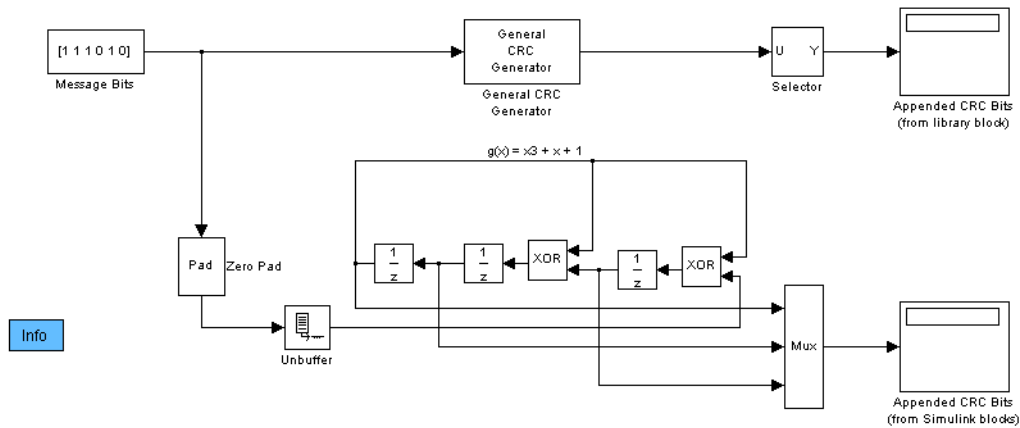 [1 1 1 0 1 0]
Message Bits
General
CRC
Generator
General CRC
Generator
U Y
Selector
Appended CRC Bits
(from library block)
g(x) = x3 + x + 1
Pad
Zero Pad
1
z
1
z
XOR
1
z
XOR
Info
Unbuffer
Mux
Appended CRC Bits
(from Simulink blocks)